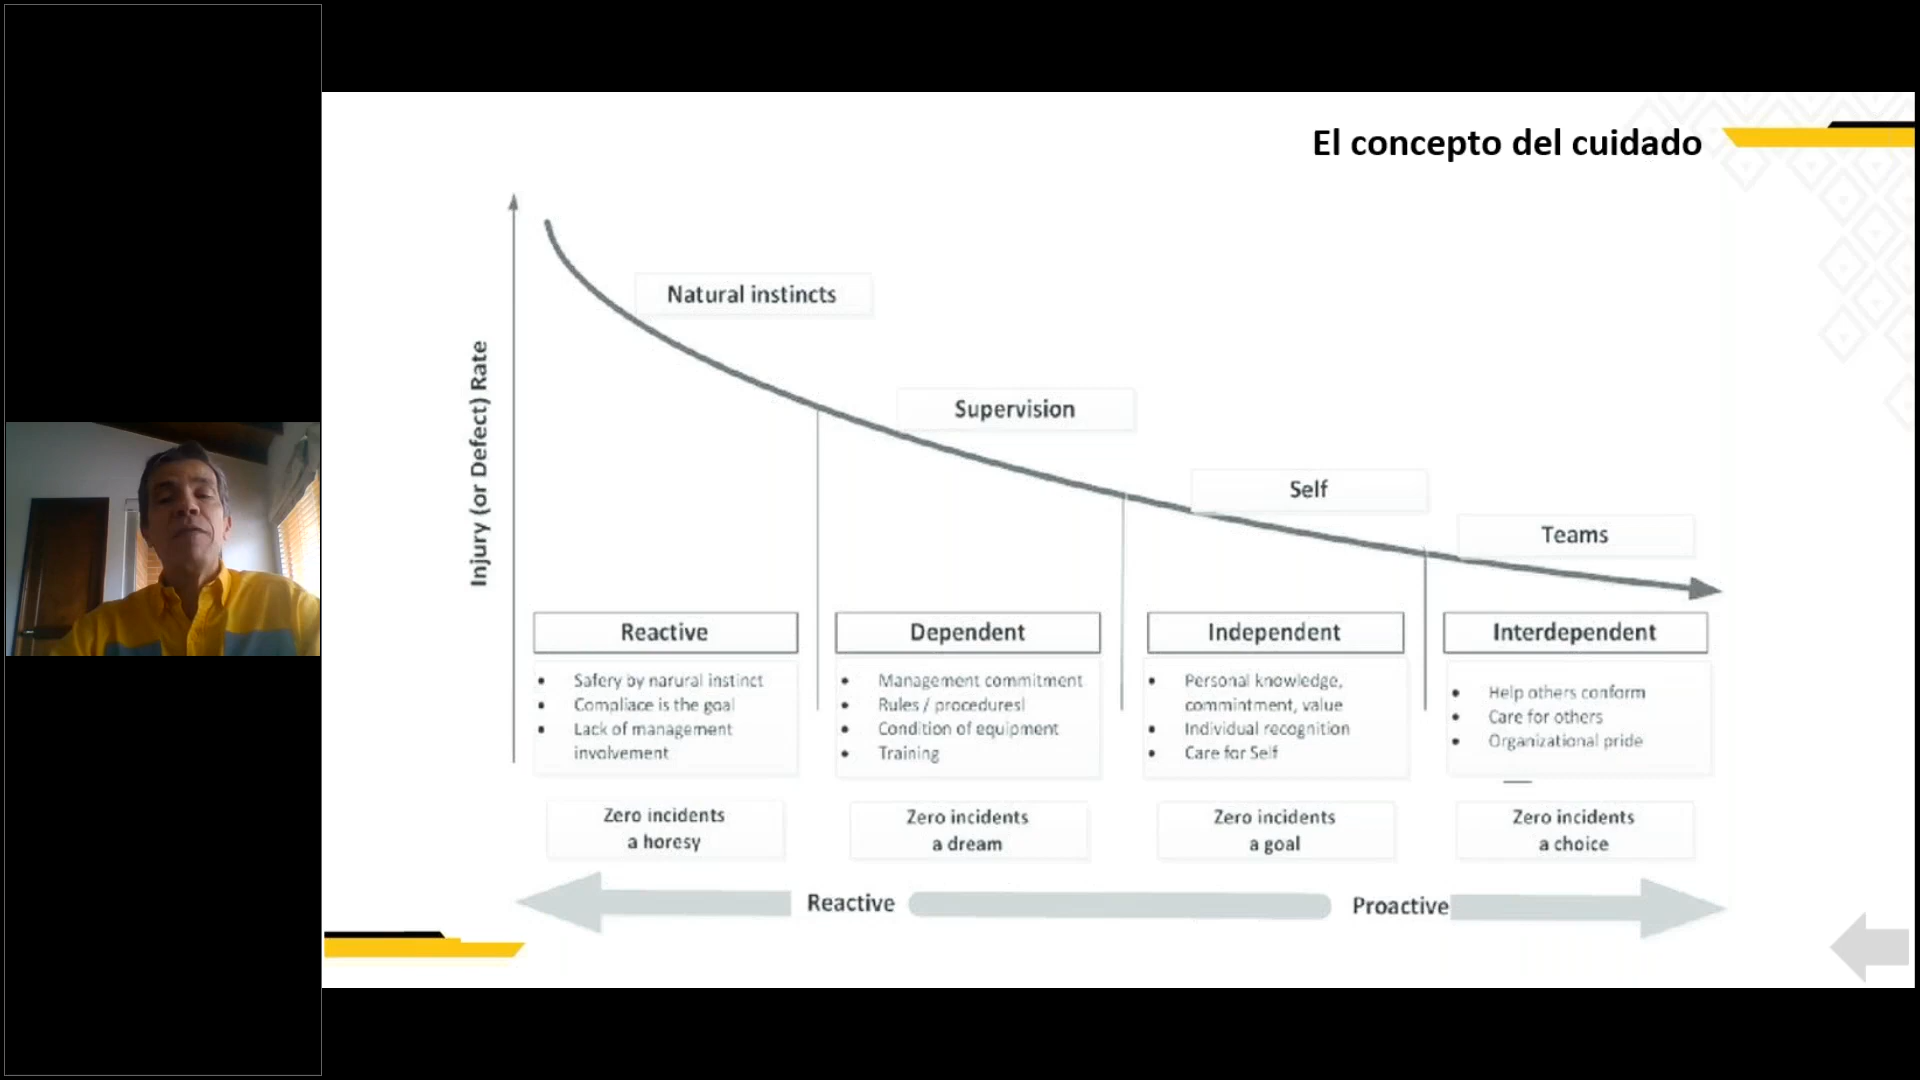 El concepto del cuidado
Injury (or Defect) Rate
Natural instincts
Supervision
Self
Teams
Reactive
Safery by narural instinct
Compliace is the goal
Lack of management
involvement
Zero incidents
a horesy
Dependent
Management commitment
Rules / proceduresl
Condition of equipment
Training
Zero incidents
a dream
Independent
Personal knowledge,
commintment, value
Individual recognition
Care for Self
Zero incidents
a goal
Interdependent
Help others conform
Care for others
Organizational pride
Zero incidents
a choice
Reactive
Proactive